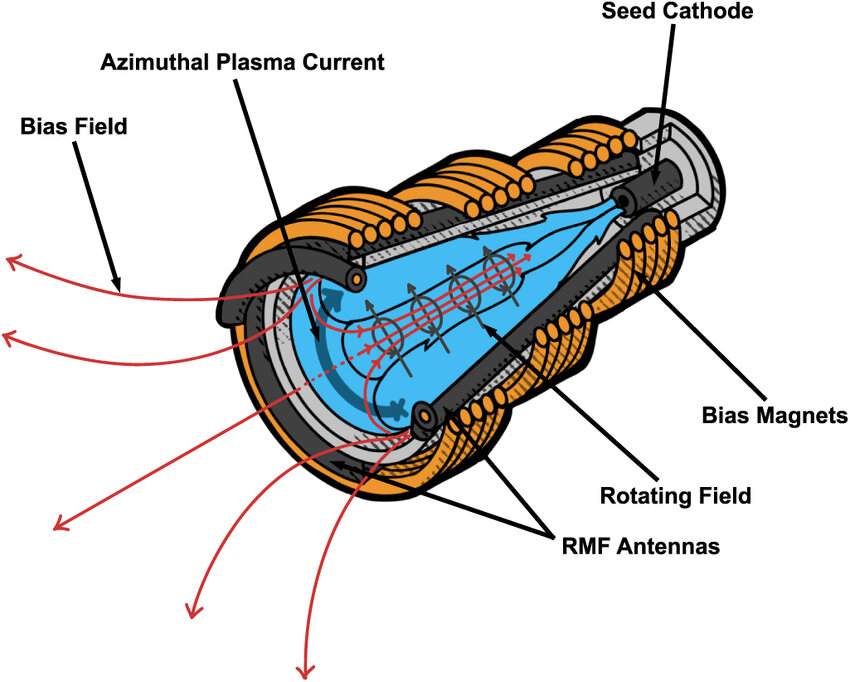 Seed Cathode
Azimuthal Plasma Current
Bias Field
Bias Magnets
Rotating Field
RMF Antennas